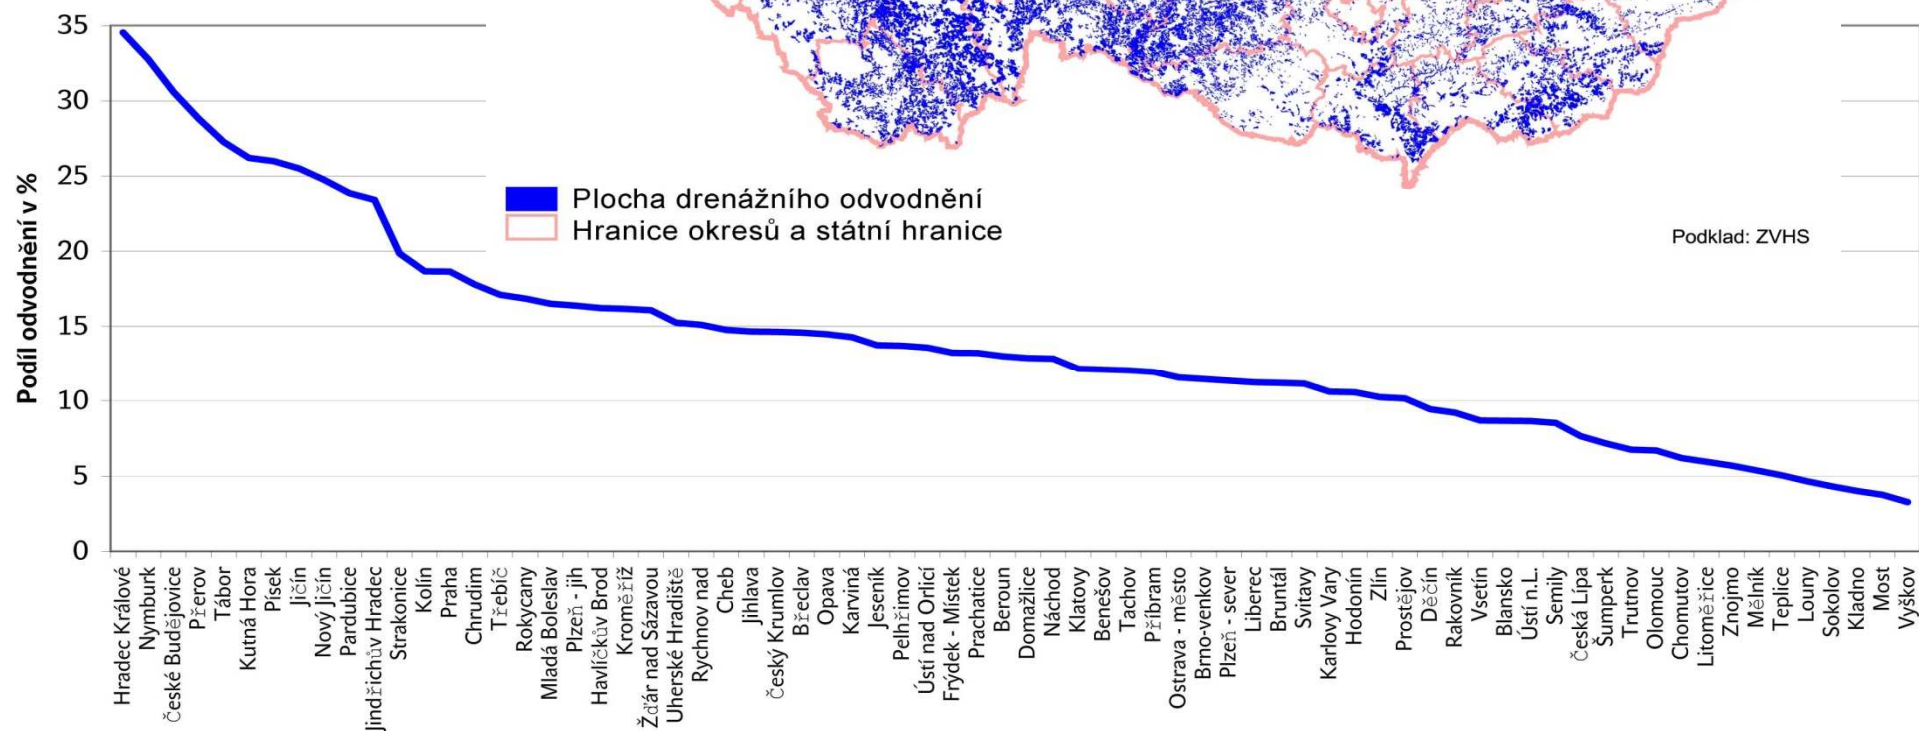 35
30
25
20
15
10
5
0
Podíl odvodnění v %
Plocha drenážního odvodnění
Hranice okresů a státní hranice
Podklad: ZVHS
Hradec Králové
Nymburk
České Budějovice
Přerov
Tábor
Kutná Hora
Písek
Jičín
Nový Jičín
Pardubice
Jindřichův Hradec
Strakonice
Kolín
Praha
Chrudim
Třebíč
Rokycany
Mladá Boleslav
Plzeň - jih
Havlíčkův Brod
Kroměříž
Žďár nad Sázavou
Uherské Hradiště
Rychnov nad
Cheb
Jihlava
Český Krumlov
Břeclav
Opava
Karviná
Jeseník
Pelhřimov
Ústí nad Orlicí
Frýdek - Místek
Prachatice
Beroun
Domažlice
Náchod
Klatovy
Benešov
Tachov
Příbram
Ostrava - město
Brno-venkov
Plzeň - sever
Liberec
Bruntál
Svitavy
Karlovy Vary
Hodonín
Zlín
Prostějov
Děčín
Rakovník
Vsetín
Blansko
Ústí n.L.
Semily
Česká Lípa
Šumperk
Trutnov
Olomouc
Chomutov
Litoměřice
Znojmo
Mělník
Teplice
Louny
Sokolov
Kladno
Most
Vyškov